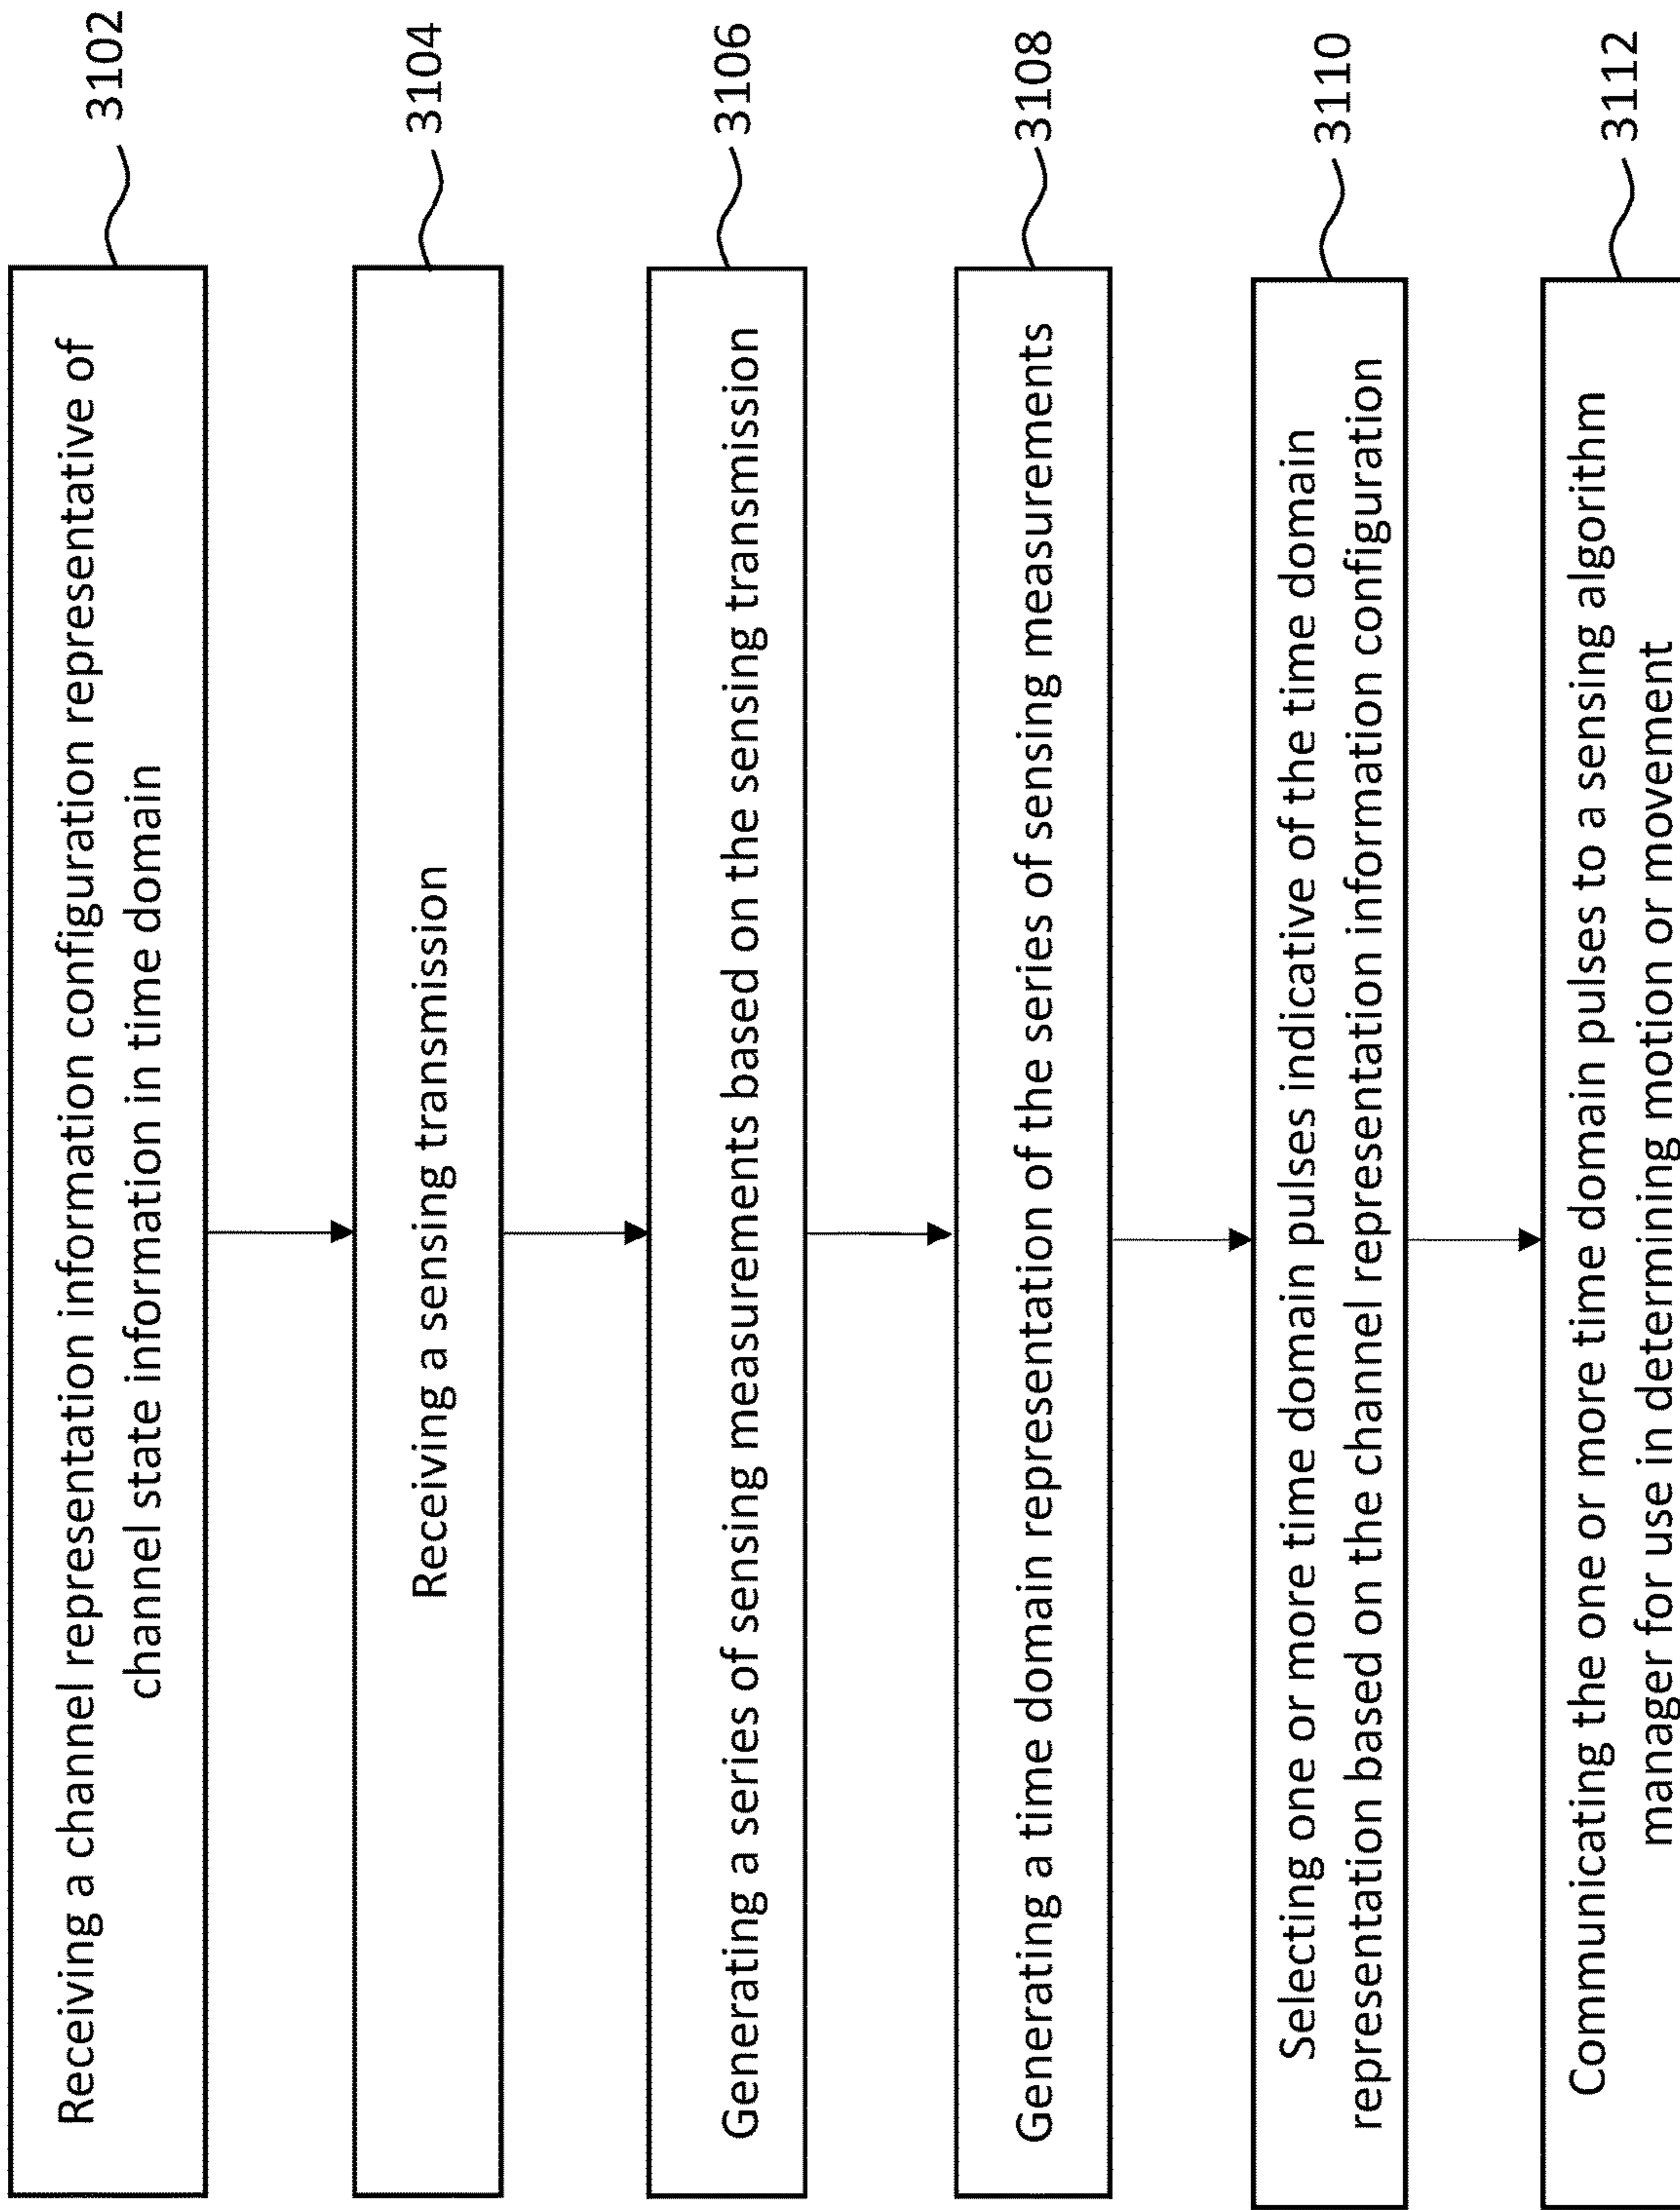 Receiving a channel representation information configuration representative of
channel state information in time domain
3102
Receiving a sensing transmission
3104
Generating a series of sensing measurements based on the sensing transmission
3106
Generating a time domain representation of the series of sensing measurements
3108
Selecting one or more time domain pulses indicative of the time domain
representation based on the channel representation information configuration
3110
Communicating the one or more time domain pulses to a sensing algorithm
manager for use in determining motion or movement
3112